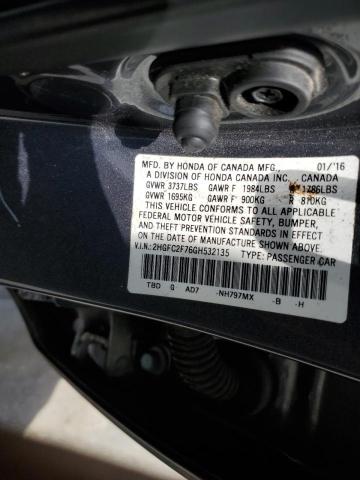 MFD. BY HONDA OF CANADA MFG., 01/'16
A DIVISION OF HONDA CANADA INC., CANADA
GVWR 3737LBS GAWR F 1984LBS R 1786LBS
GVWR 1695KG GAWR F 900KG R 810KG
THIS VEHICLE CONFORMS TO ALL APPLICABLE
FEDERAL MOTOR VEHICLE SAFETY, BUMPER,
AND THEFT PREVENTION STANDARDS IN EFFECT
ON THE DATE OF MANUFACTURE SHOWN ABOVE.
V.I.N.: 2HGFC2F76GH532135 TYPE: PASSENGER CAR
TBD G AD7 -NH797MX -B -H